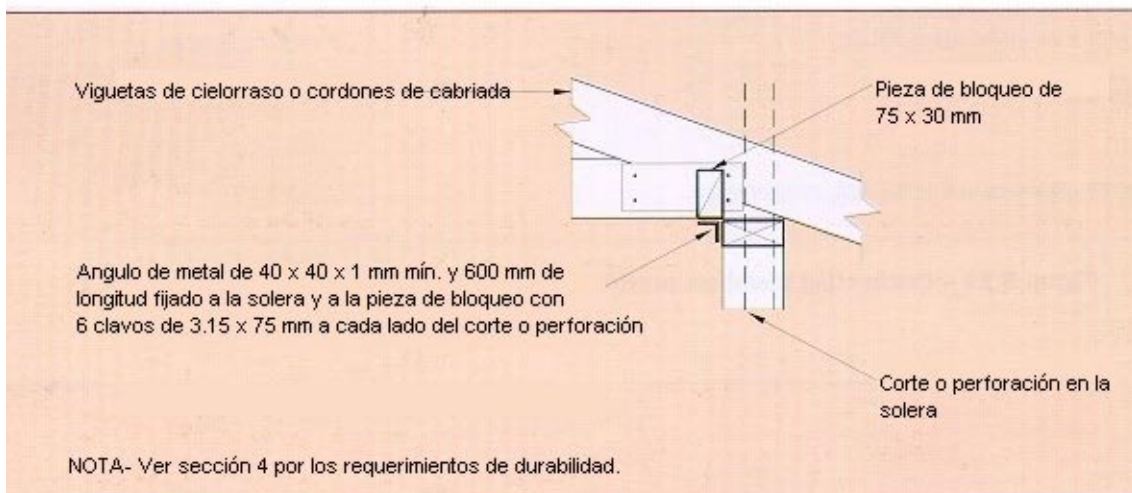 Viguetas de cielorraso o cordones de cabriada
Pieza de bloqueo de
75 x 30 mm
Angulo de metal de 40 x 40 x 1 mm mín. y 600 mm de
longitud fijado a la solera y a la pieza de bloqueo con
6 clavos de 3.15 x 75 mm a cada lado del corte o perforación
Corte o perforación en la
solera
NOTA- Ver sección 4 por los requerimientos de durabilidad.